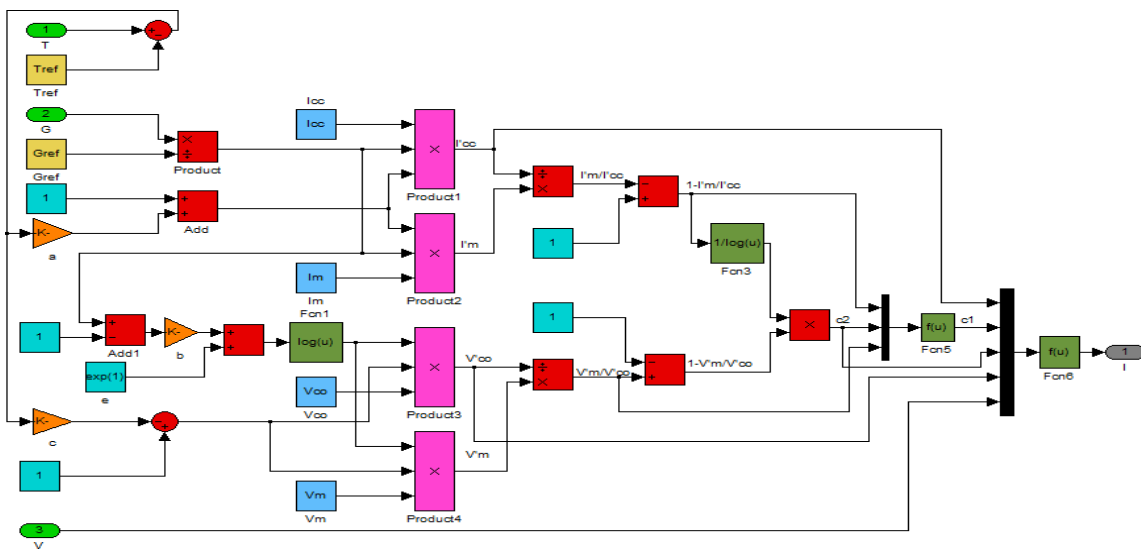 1
T
Tref
Tref
2
G
Gref
Gref
×
÷
Product
1
+
+
Add
K-
a
Icc
Icc
×
Product1
I'cc
×
Product2
I'm
Im
Im
÷
×
I'm/I'co
1
−
+
1-I'm/I'co
1/log(u)
Fcn3
1
+
−
Add1
K-
b
+
+
exp(1)
e
Fcn1
log(u)
Vco
Vco
×
Product3
V'co
K-
c
1
−
+
×
Product4
V'm
Vm
Vm
÷
×
V'm/V'co
1
−
+
1-V'm/V'co
×
c2
f(u)
Fcn5
c1
f(u)
Fcn6
1
I
3
V